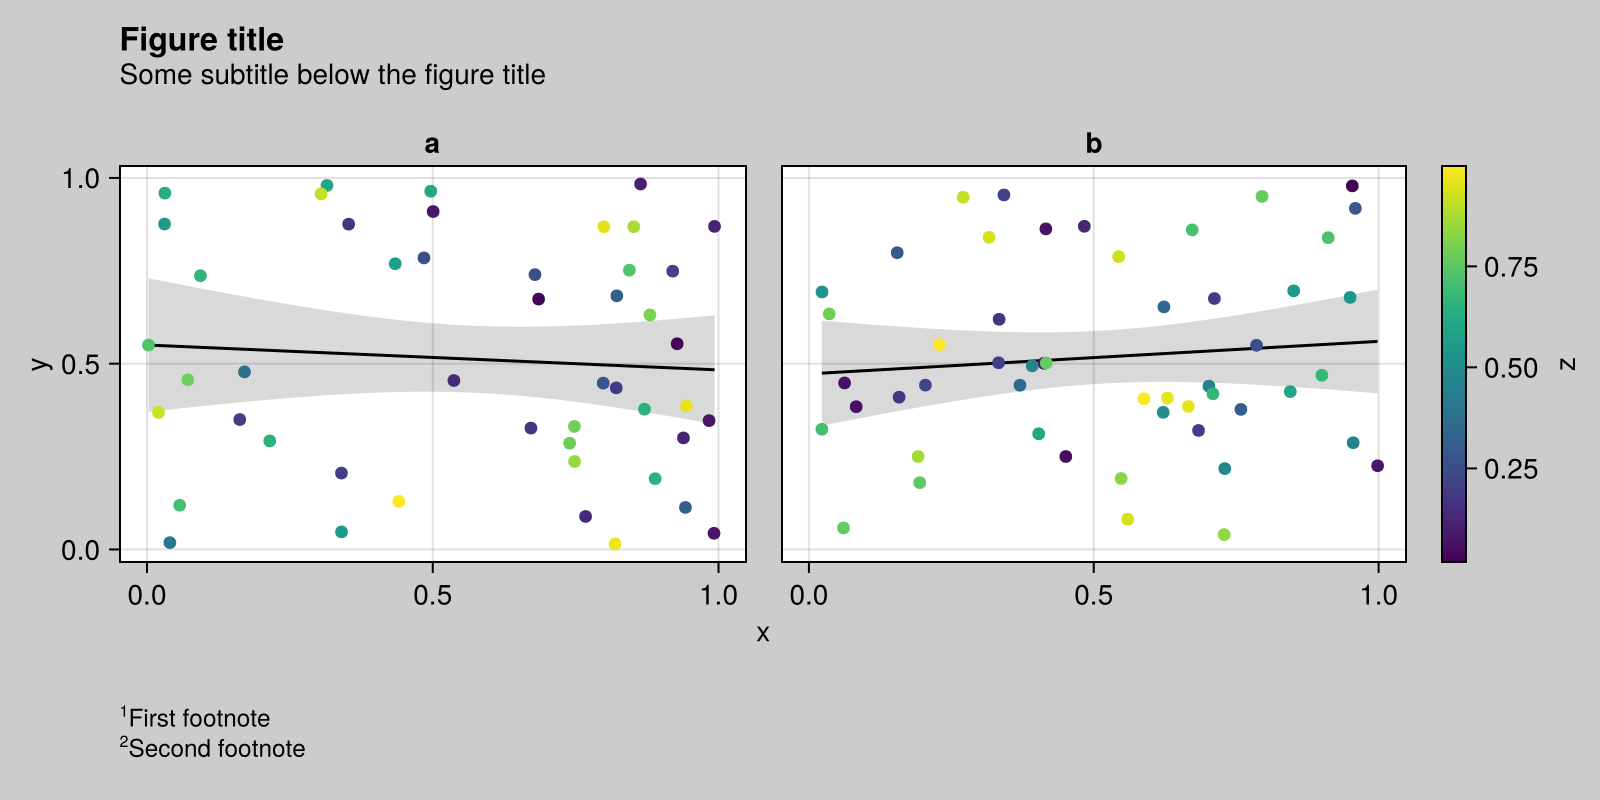 Figure title
Some subtitle below the figure title
a
b
1.0
0.5
0.0
y
0.0
0.5
1.0
0.0
0.5
1.0
x
0.75
0.50
0.25
z
¹First footnote
²Second footnote